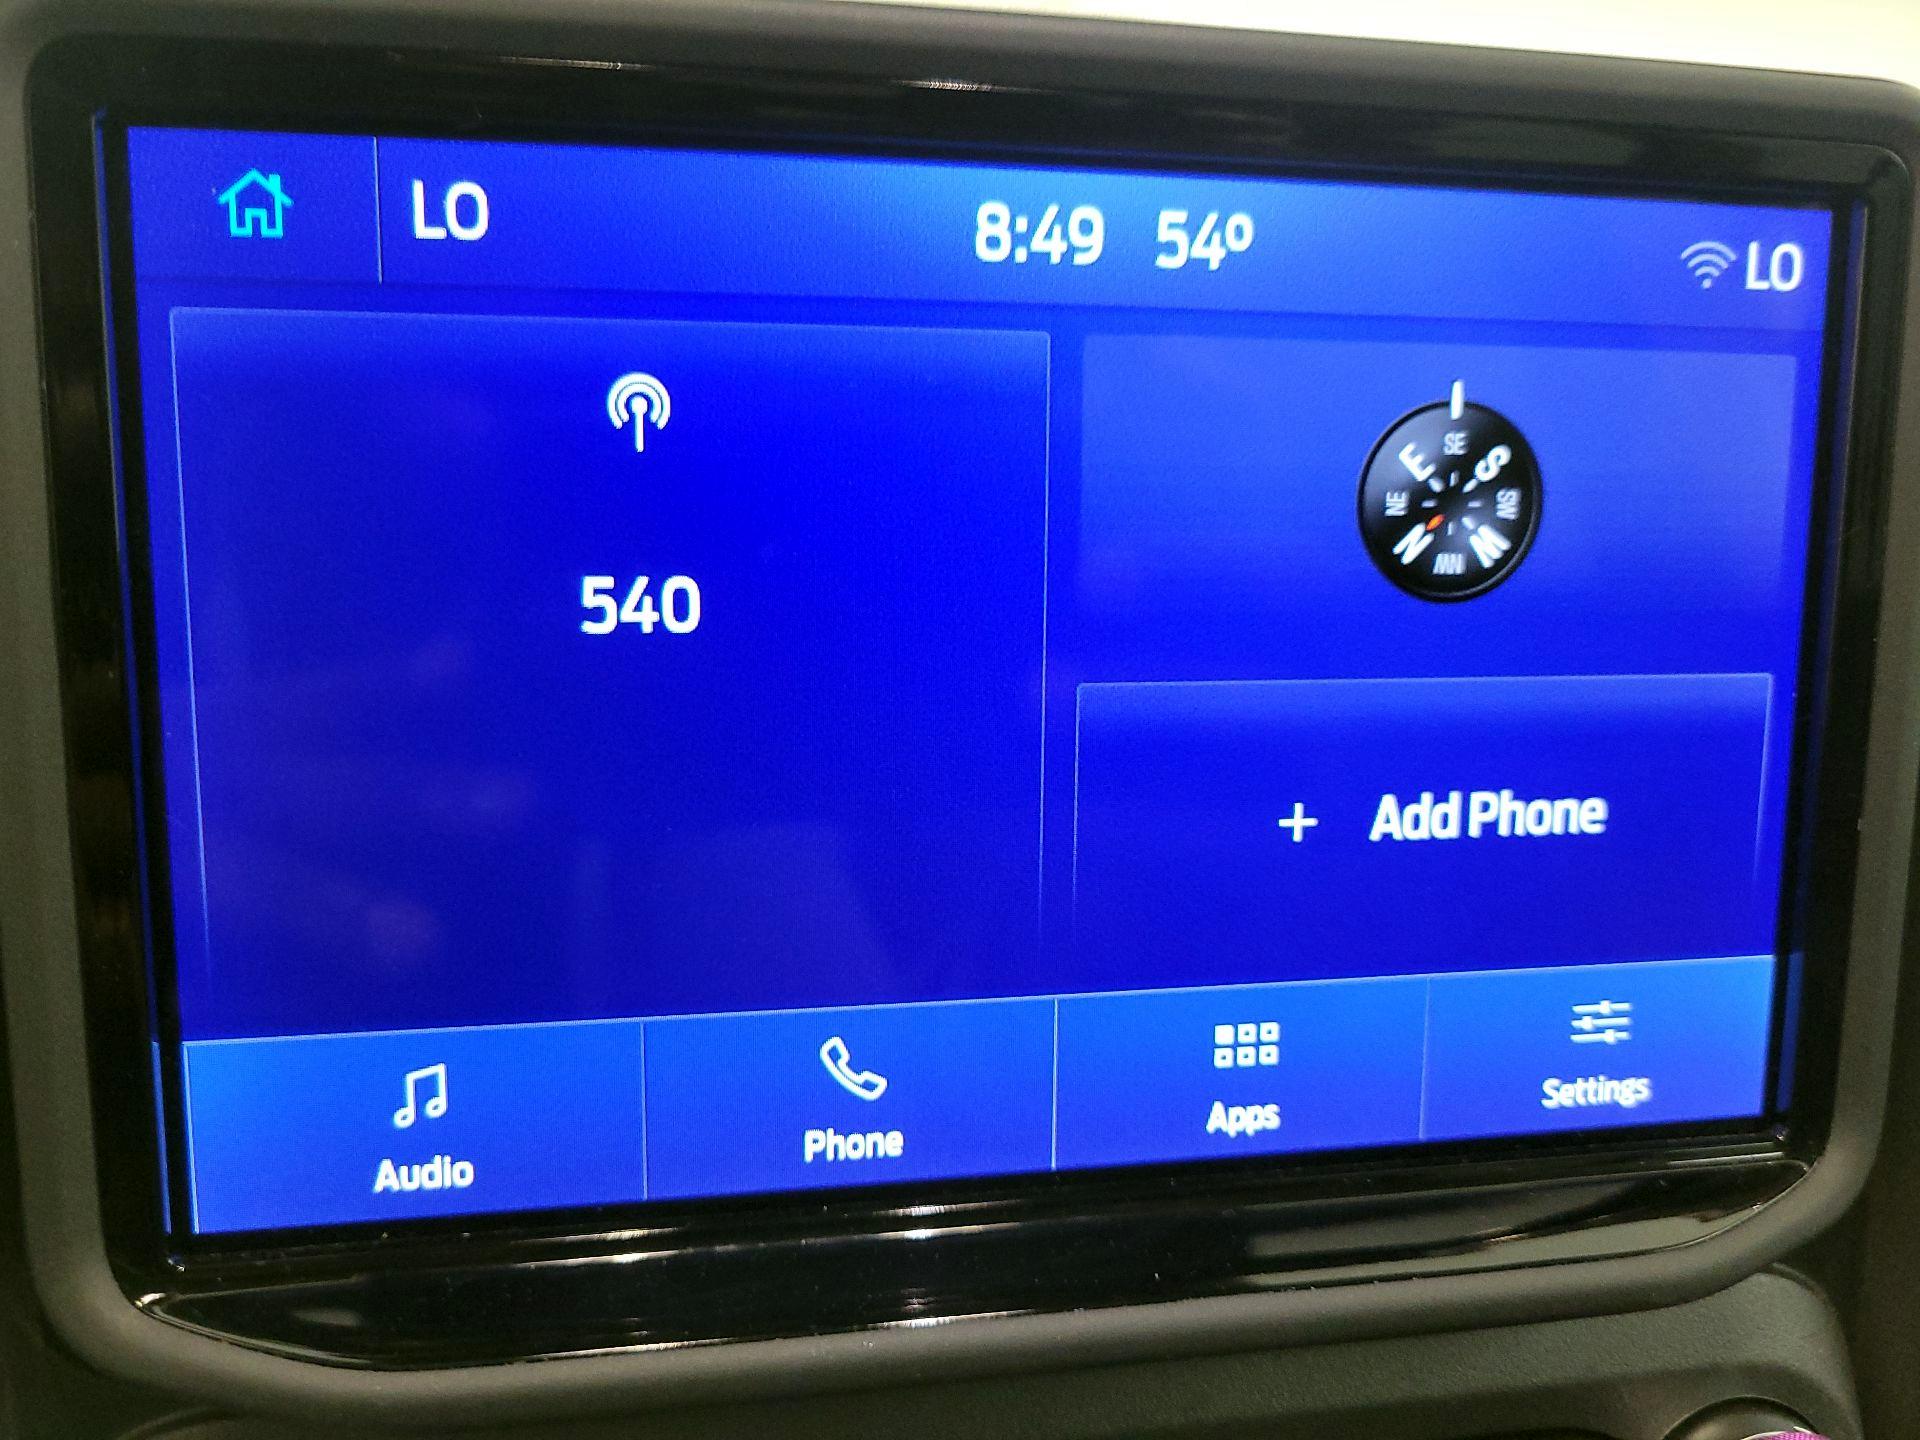 LO
8:49 54°
LO
540
SE
E S
NE SW
N W
NW
+ Add Phone
Audio
Phone
Apps
Settings